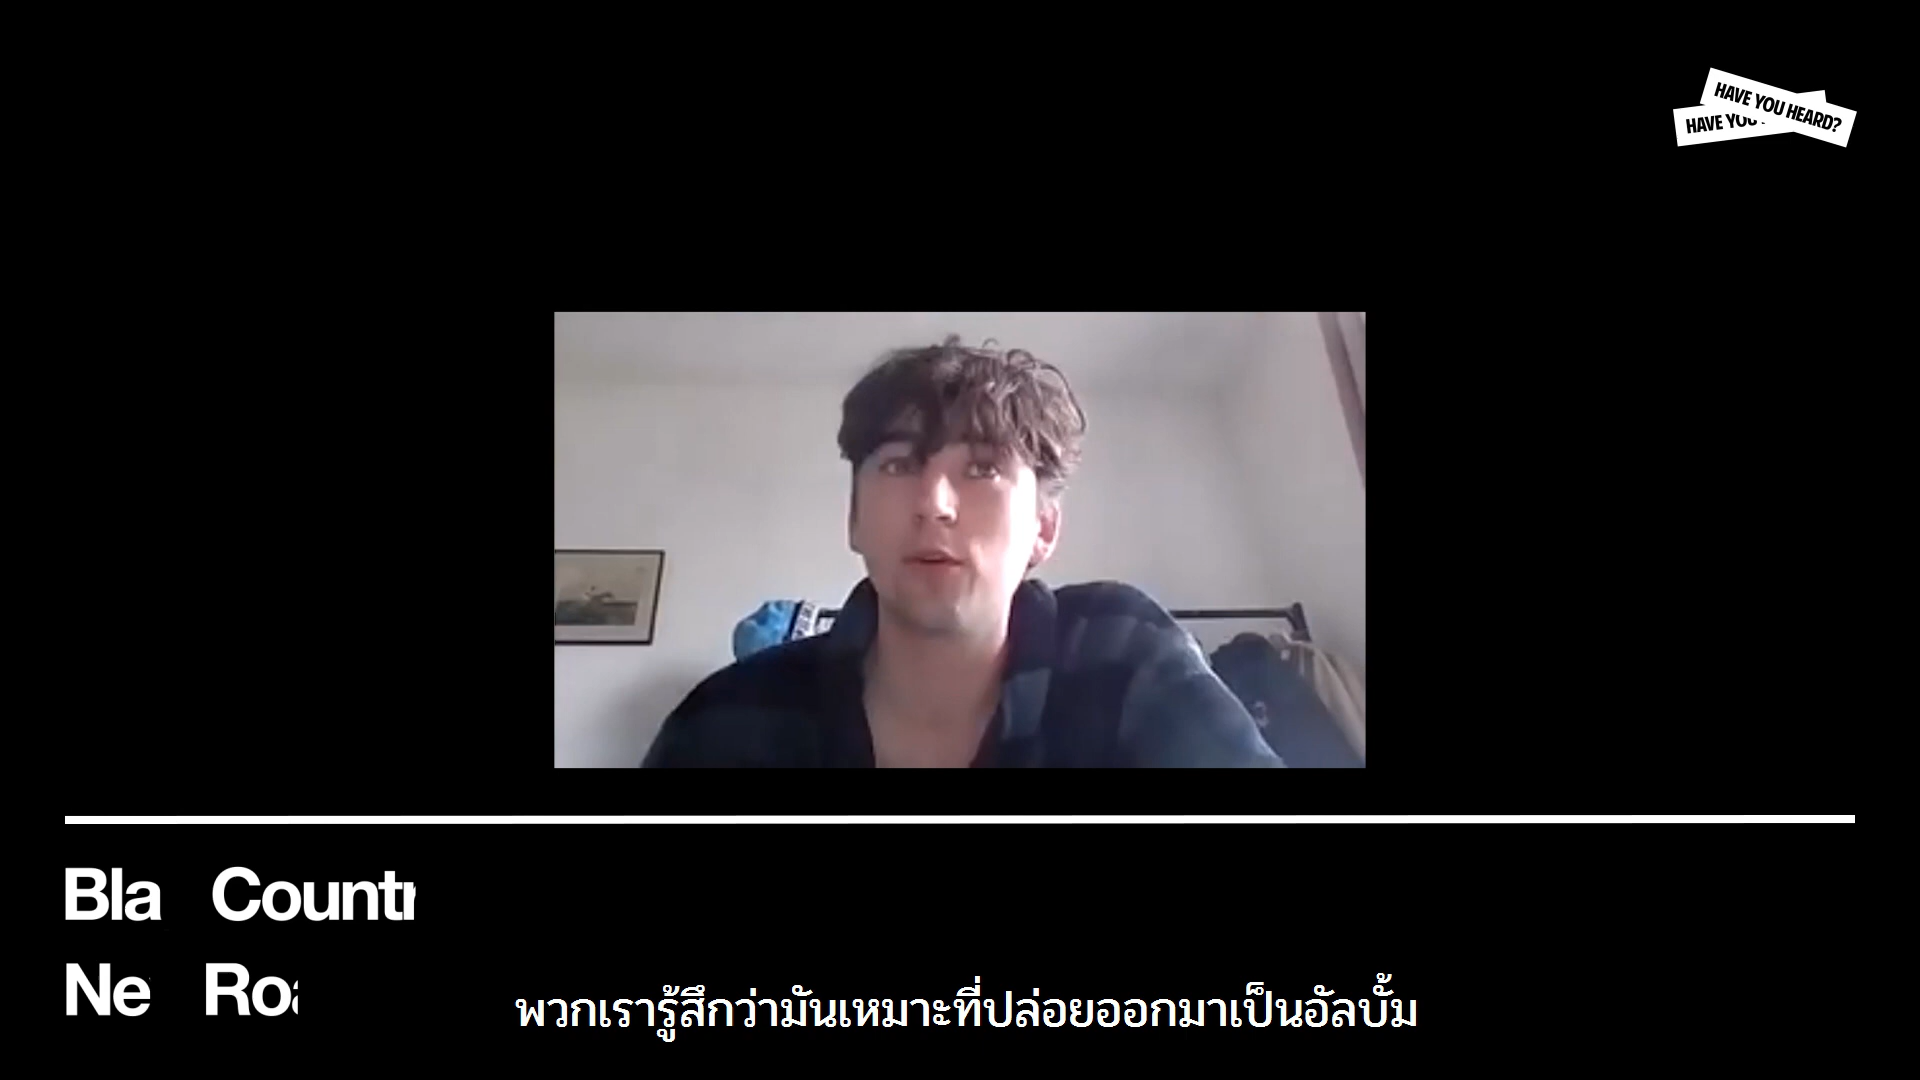 HAVE YOU HEARD?
HAVE YOU
Bla Countr
Ne Roa
พวกเรารู้สึกว่ามันเหมาะที่ปล่อยออกมาเป็นอัลบั้ม